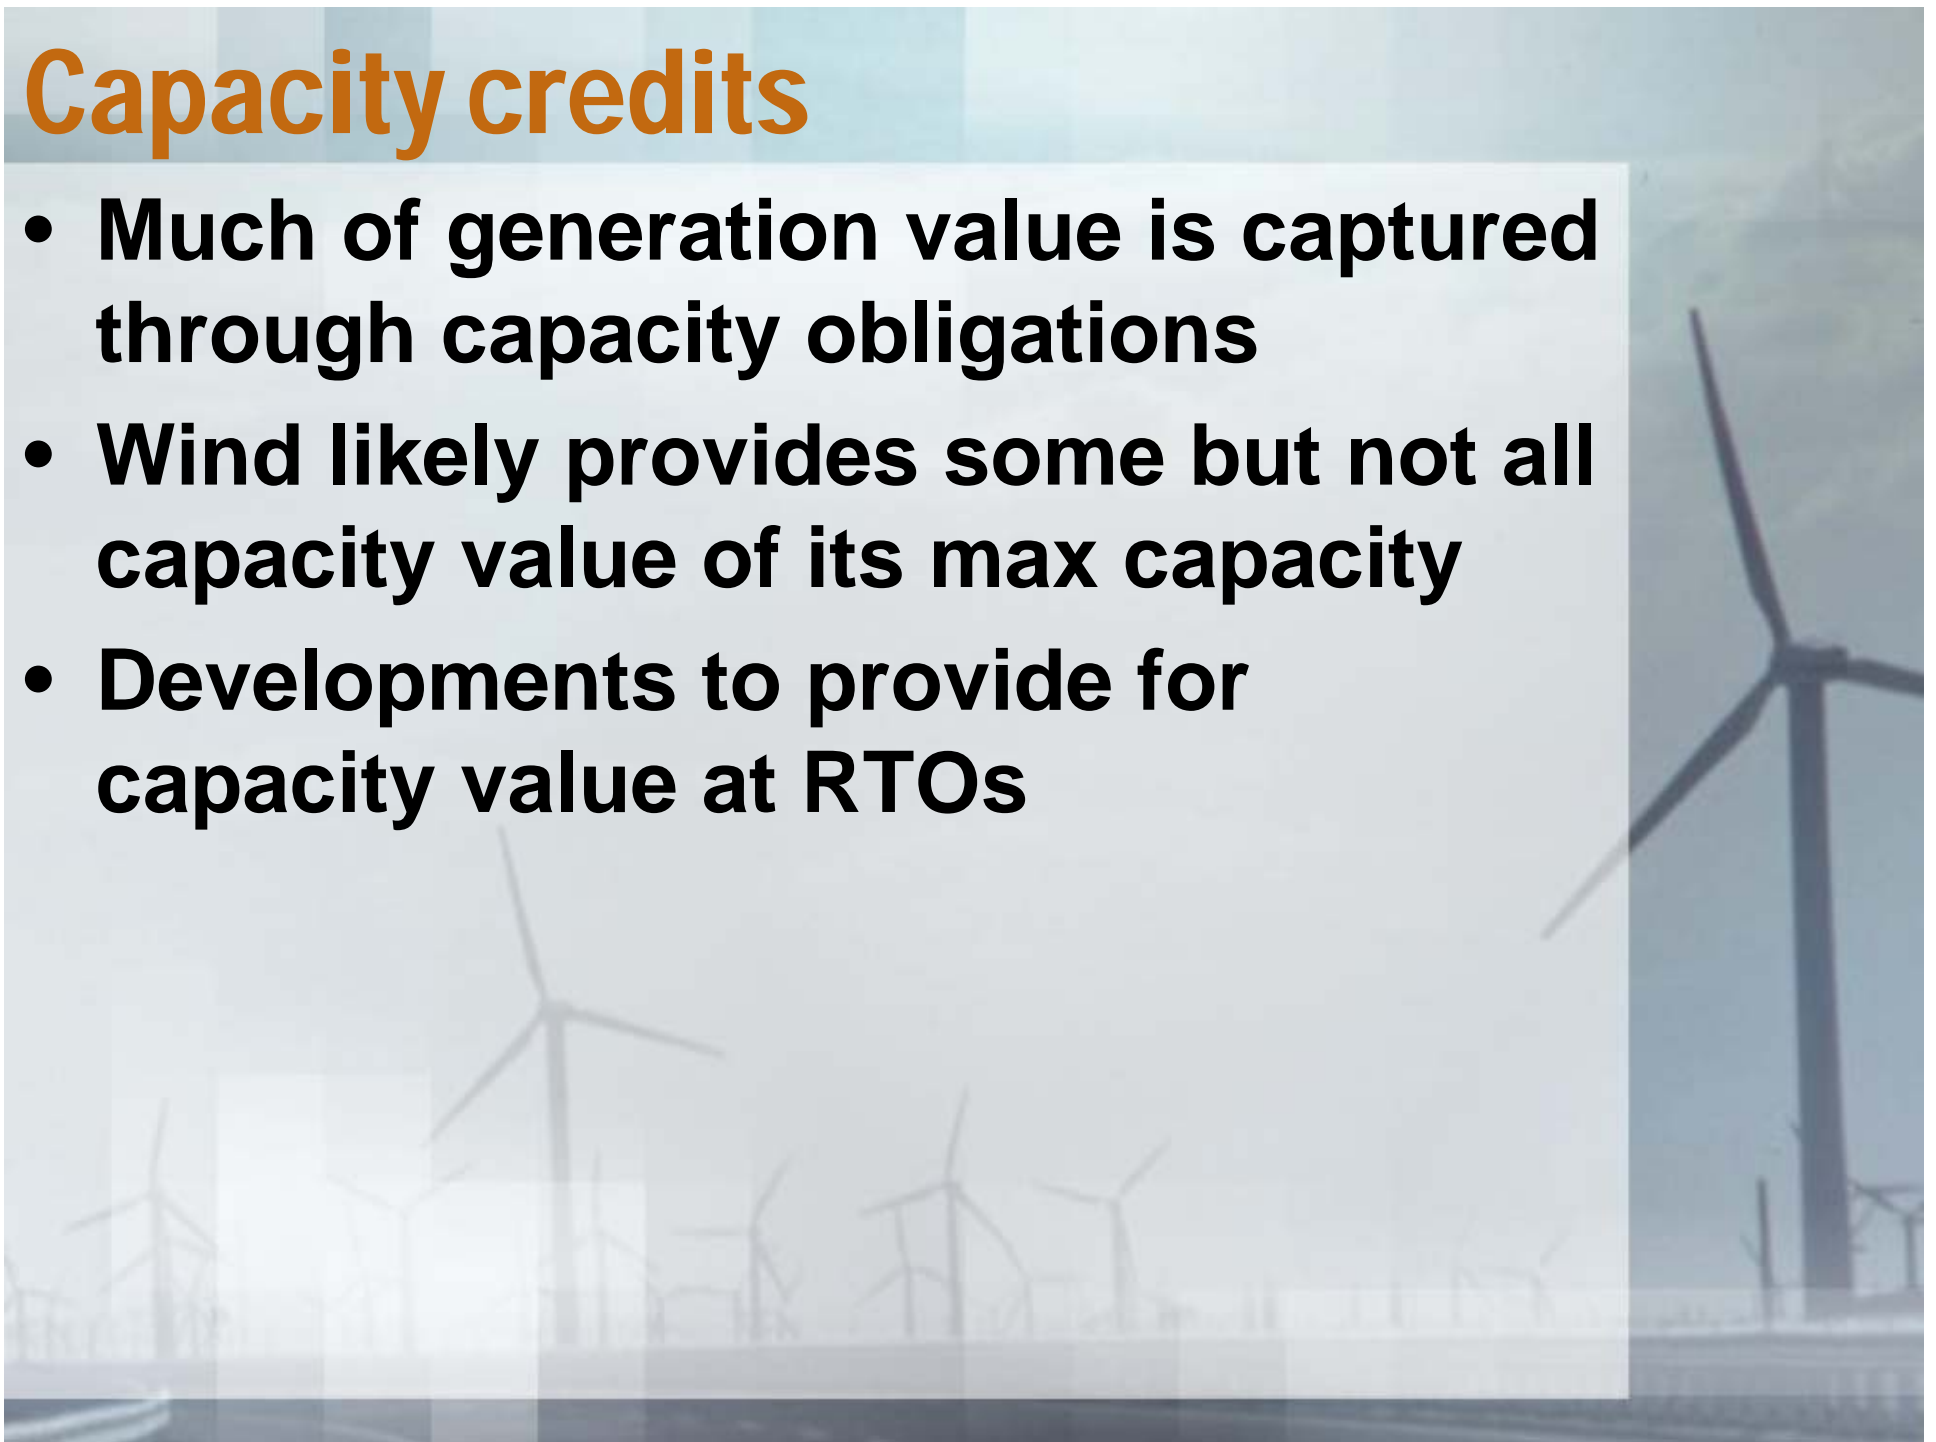 Capacity credits
• Much of generation value is captured
through capacity obligations
• Wind likely provides some but not all
capacity value of its max capacity
• Developments to provide for
capacity value at RTOs